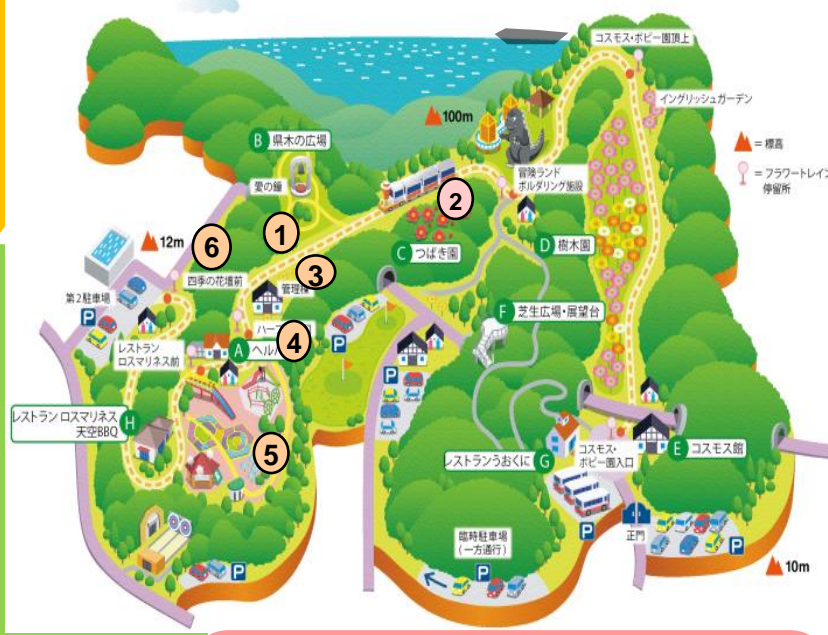 コスモス・ポピー園頂上
イングリッシュガーデン
100m
= 標高
= フラワートレイン
停留所
B 県木の広場
愛の鐘
冒険ランド
ボルダリング施設
2
1
6
12m
C つばき園
D 樹木園
3
四季の花壇前
管理棟
第2駐車場
P
F 芝生広場・展望台
4
レストラン
ロスマリネス前
A
P
P
H
レストラン ロスマリネス
天空BBQ
5
レストランうおくに G
コスモス・
ポピー園入口
E コスモス館
P
正門
臨時駐車場
(一方通行)
P
P
P
10m